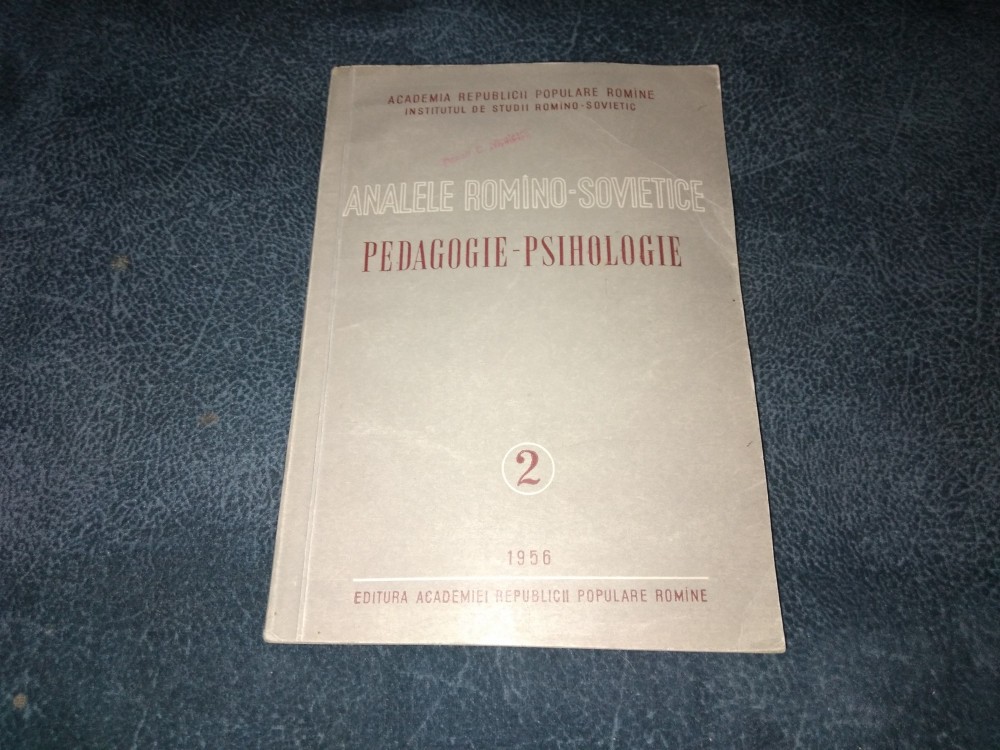 ACADEMIA REPUBLICII POPULARE ROMÎNE
INSTITUTUL DE STUDII ROMÎNO-SOVIETIC
ANALELE ROMÎNO-SOVIETICE
PEDAGOGIE-PSIHOLOGIE
2
1956
EDITURA ACADEMIEI REPUBLICII POPULARE ROMÎNE